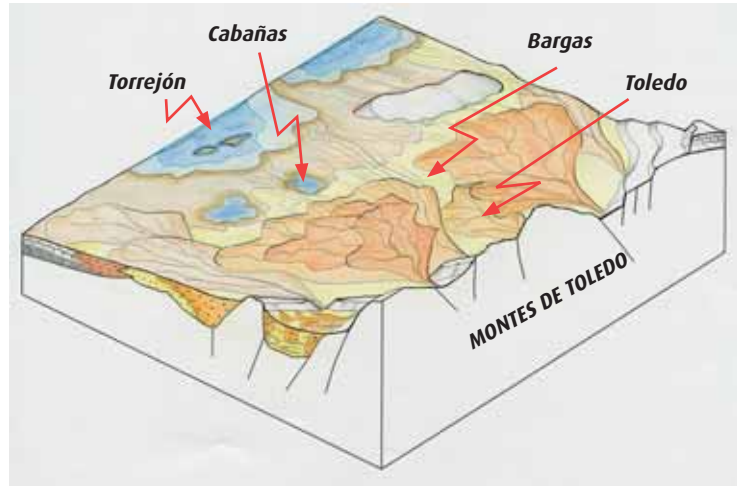 Cabañas
Bargas
Torrejón
Toledo
MONTES DE TOLEDO